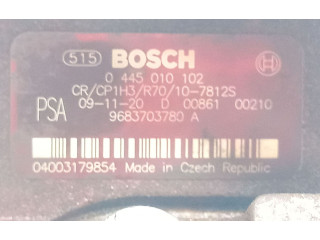 515 BOSCH
0 445 010 102
CR/CP1H3/R70/10-7812S
PSA 09-11-20 D 00861 00210
9683703780 A
04003179854 Made in Czech Republic